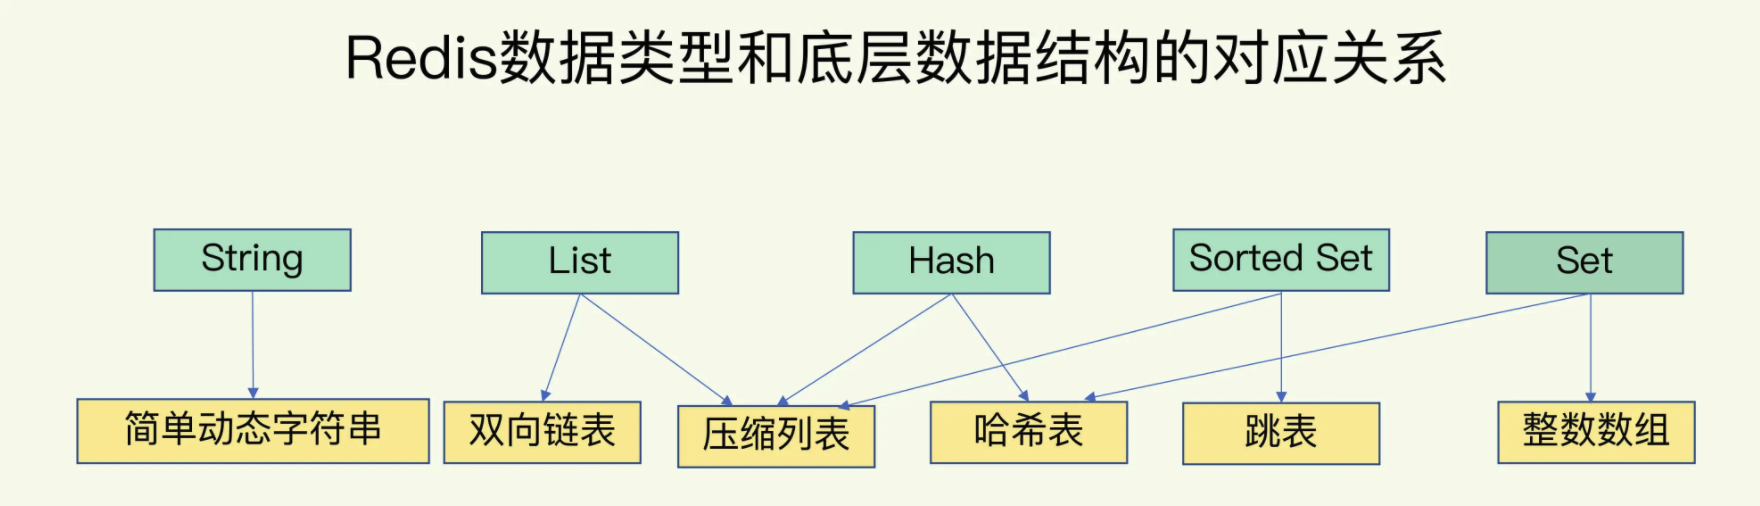 Redis数据类型和底层数据结构的对应关系
String
List
Hash
Sorted Set
Set
简单动态字符串
双向链表
压缩列表
哈希表
跳表
整数数组